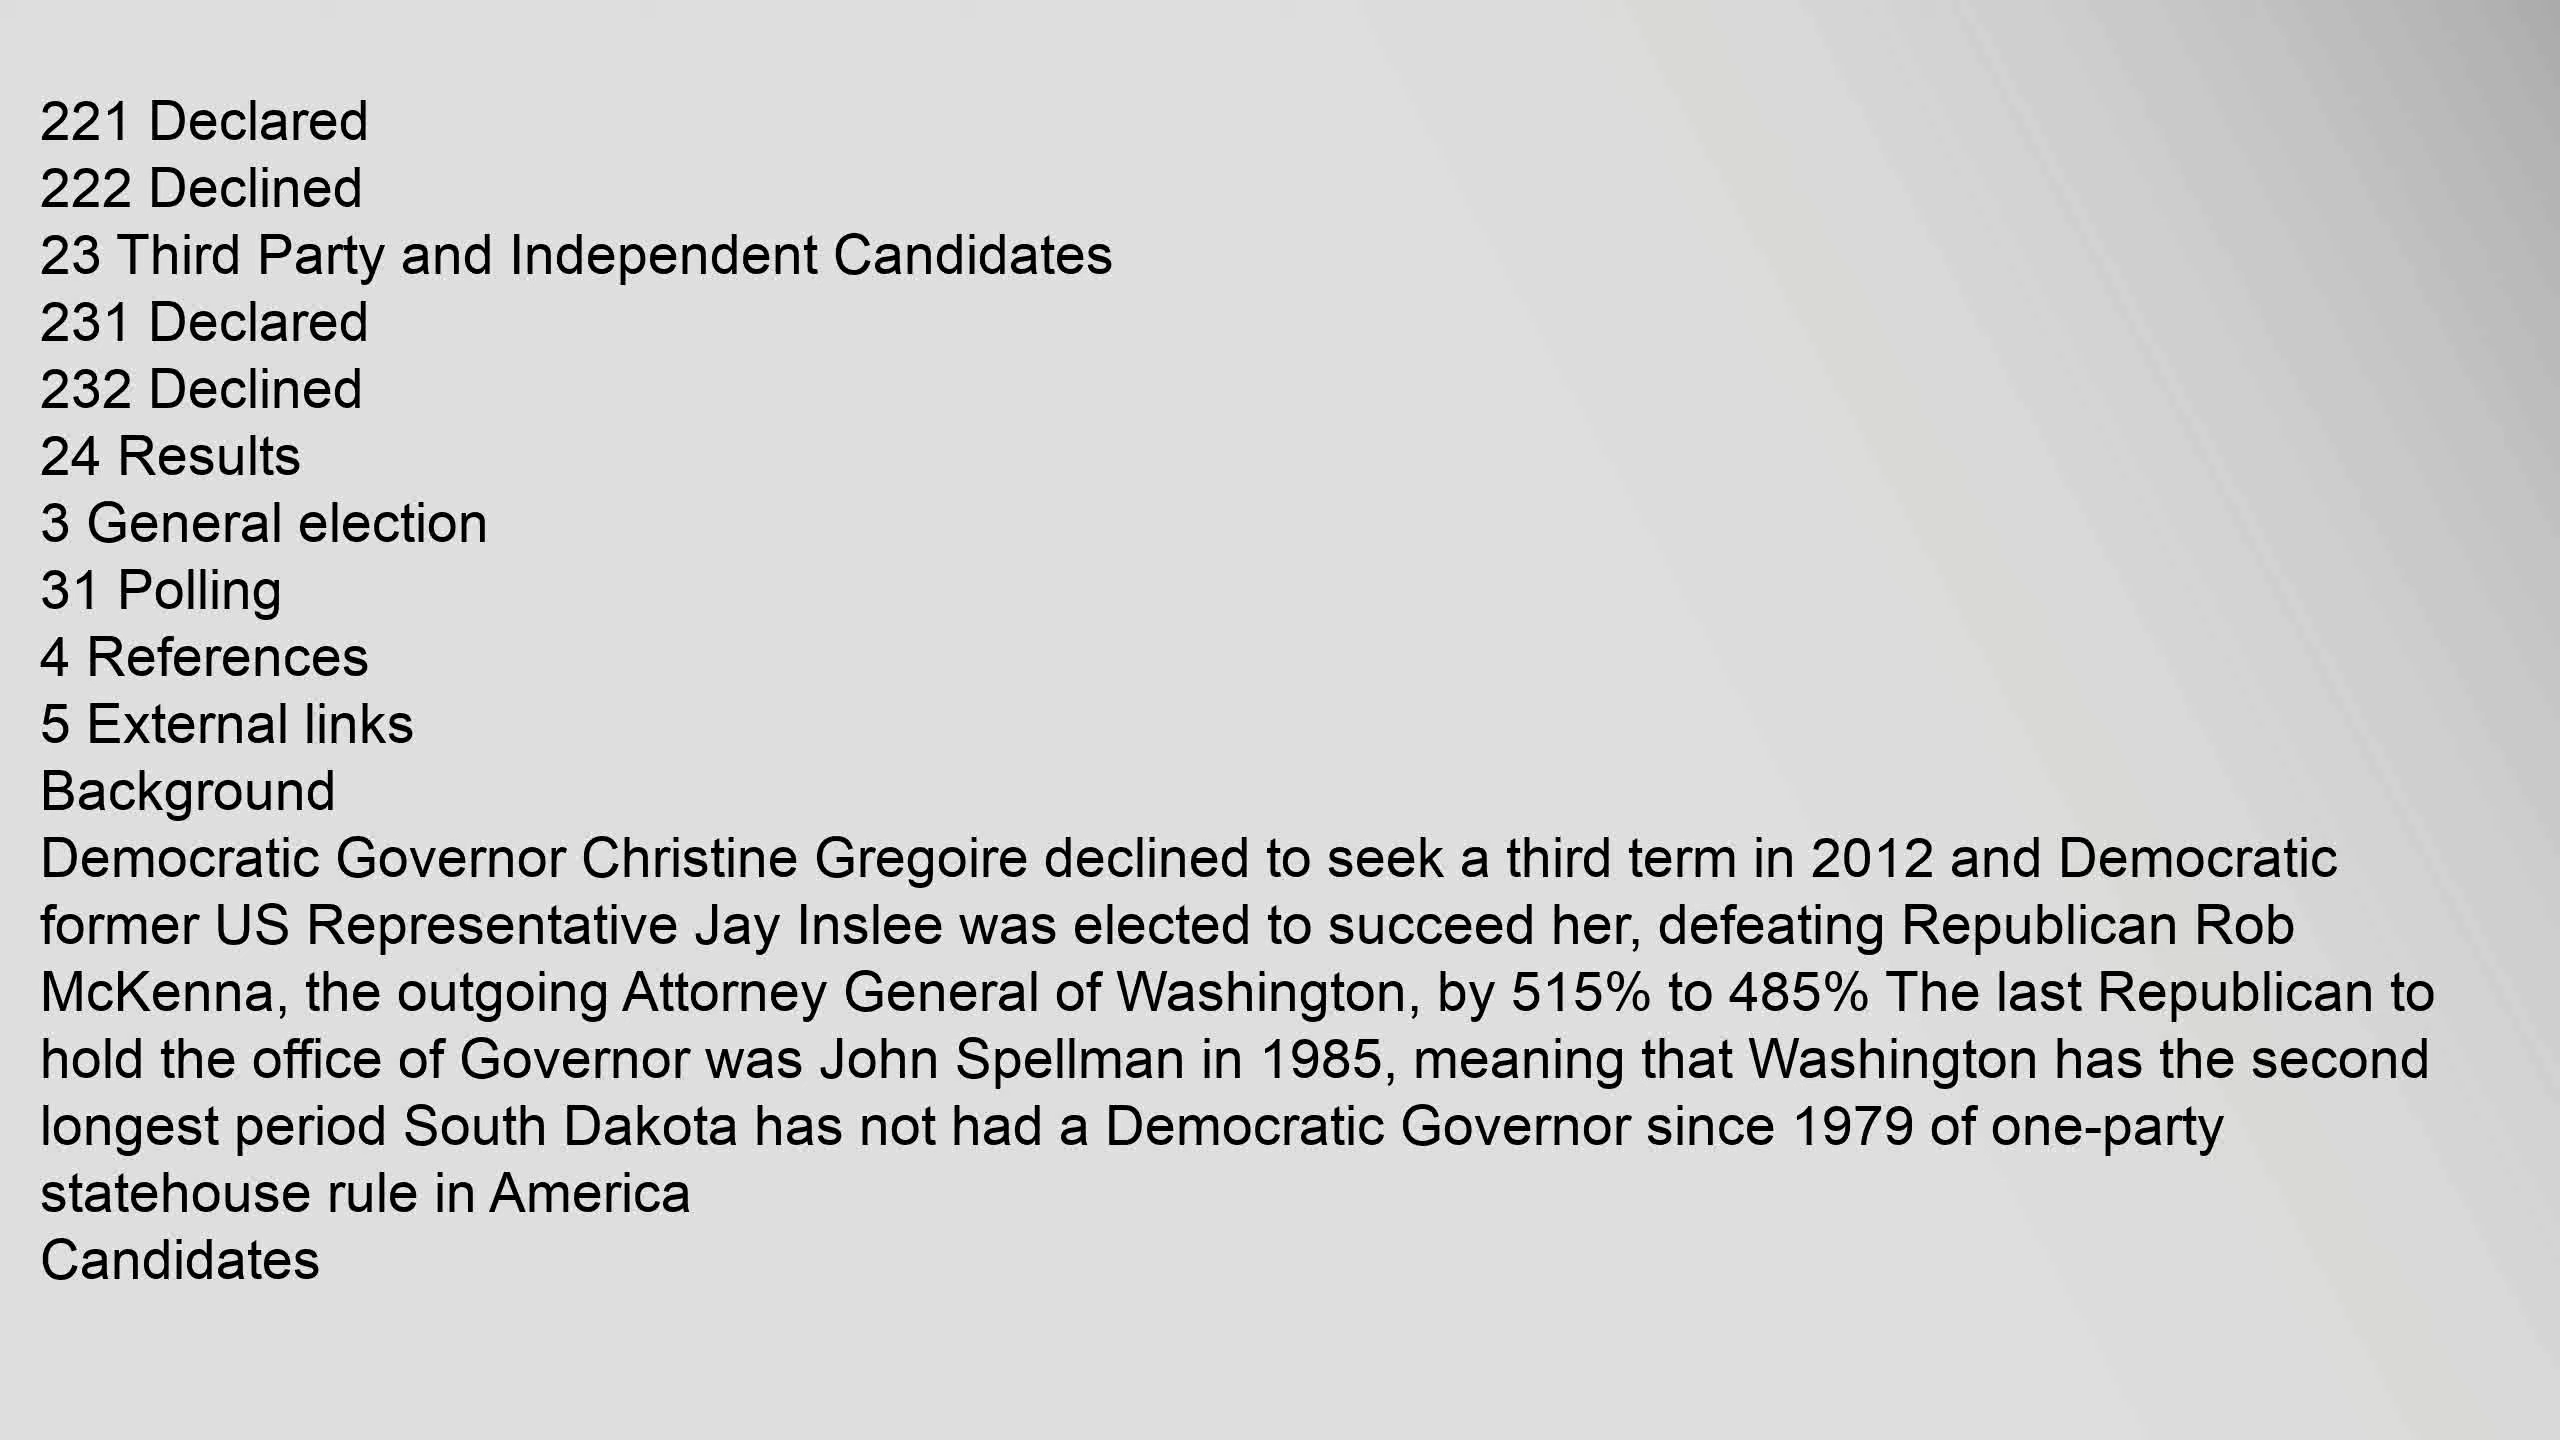 221 Declared
222 Declined
23 Third Party and Independent Candidates
231 Declared
232 Declined
24 Results
3 General election
31 Polling
4 References
5 External links
Background
Democratic Governor Christine Gregoire declined to seek a third term in 2012 and Democratic
former US Representative Jay Inslee was elected to succeed her, defeating Republican Rob
McKenna, the outgoing Attorney General of Washington, by 515% to 485% The last Republican to
hold the office of Governor was John Spellman in 1985, meaning that Washington has the second
longest period South Dakota has not had a Democratic Governor since 1979 of one-party
statehouse rule in America
Candidates